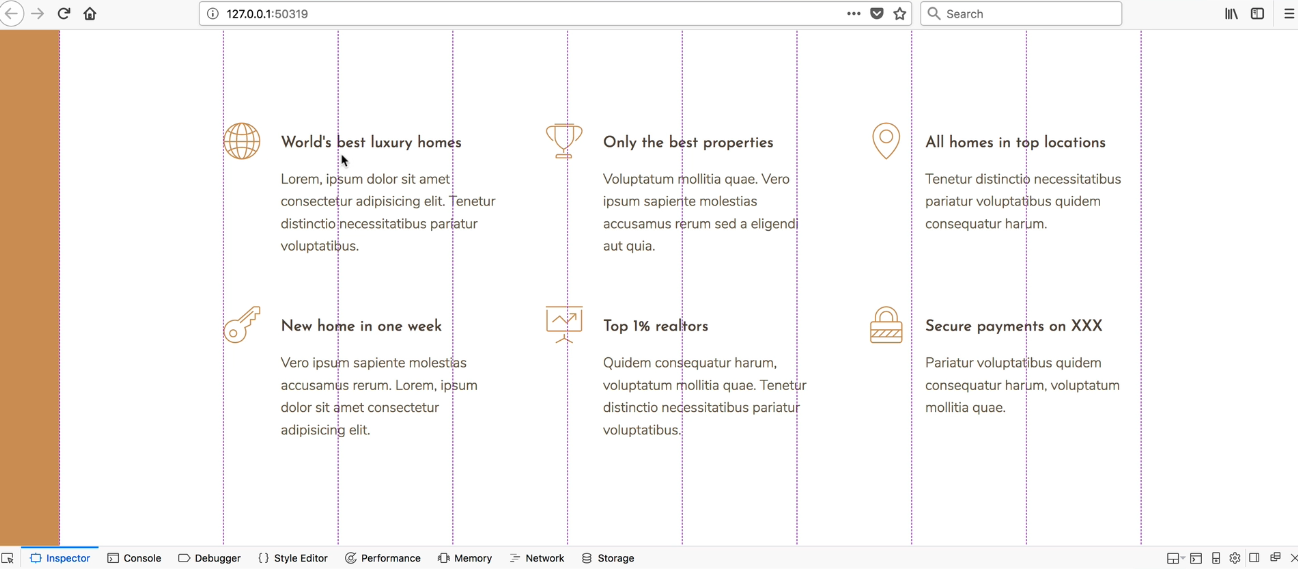 127.0.0.1:50319
Search
World's best luxury homes
Lorem, ipsum dolor sit amet
consectetur adipisicing elit. Tenetur
distinctio necessitatibus pariatur
voluptatibus.
Only the best properties
Voluptatum mollitia quae. Vero
ipsum sapiente molestias
accusamus rerum sed a eligendi
aut quia.
All homes in top locations
Tenetur distinctio necessitatibus
pariatur voluptatibus quidem
consequatur harum.
New home in one week
Vero ipsum sapiente molestias
accusamus rerum. Lorem, ipsum
dolor sit amet consectetur
adipisicing elit.
Top 1% realtors
Quidem consequatur harum,
voluptatum mollitia quae. Tenetur
distinctio necessitatibus pariatur
voluptatibus.
Secure payments on XXX
Pariatur voluptatibus quidem
consequatur harum, voluptatum
mollitia quae.
Inspector Console Debugger Style Editor Performance Memory Network Storage